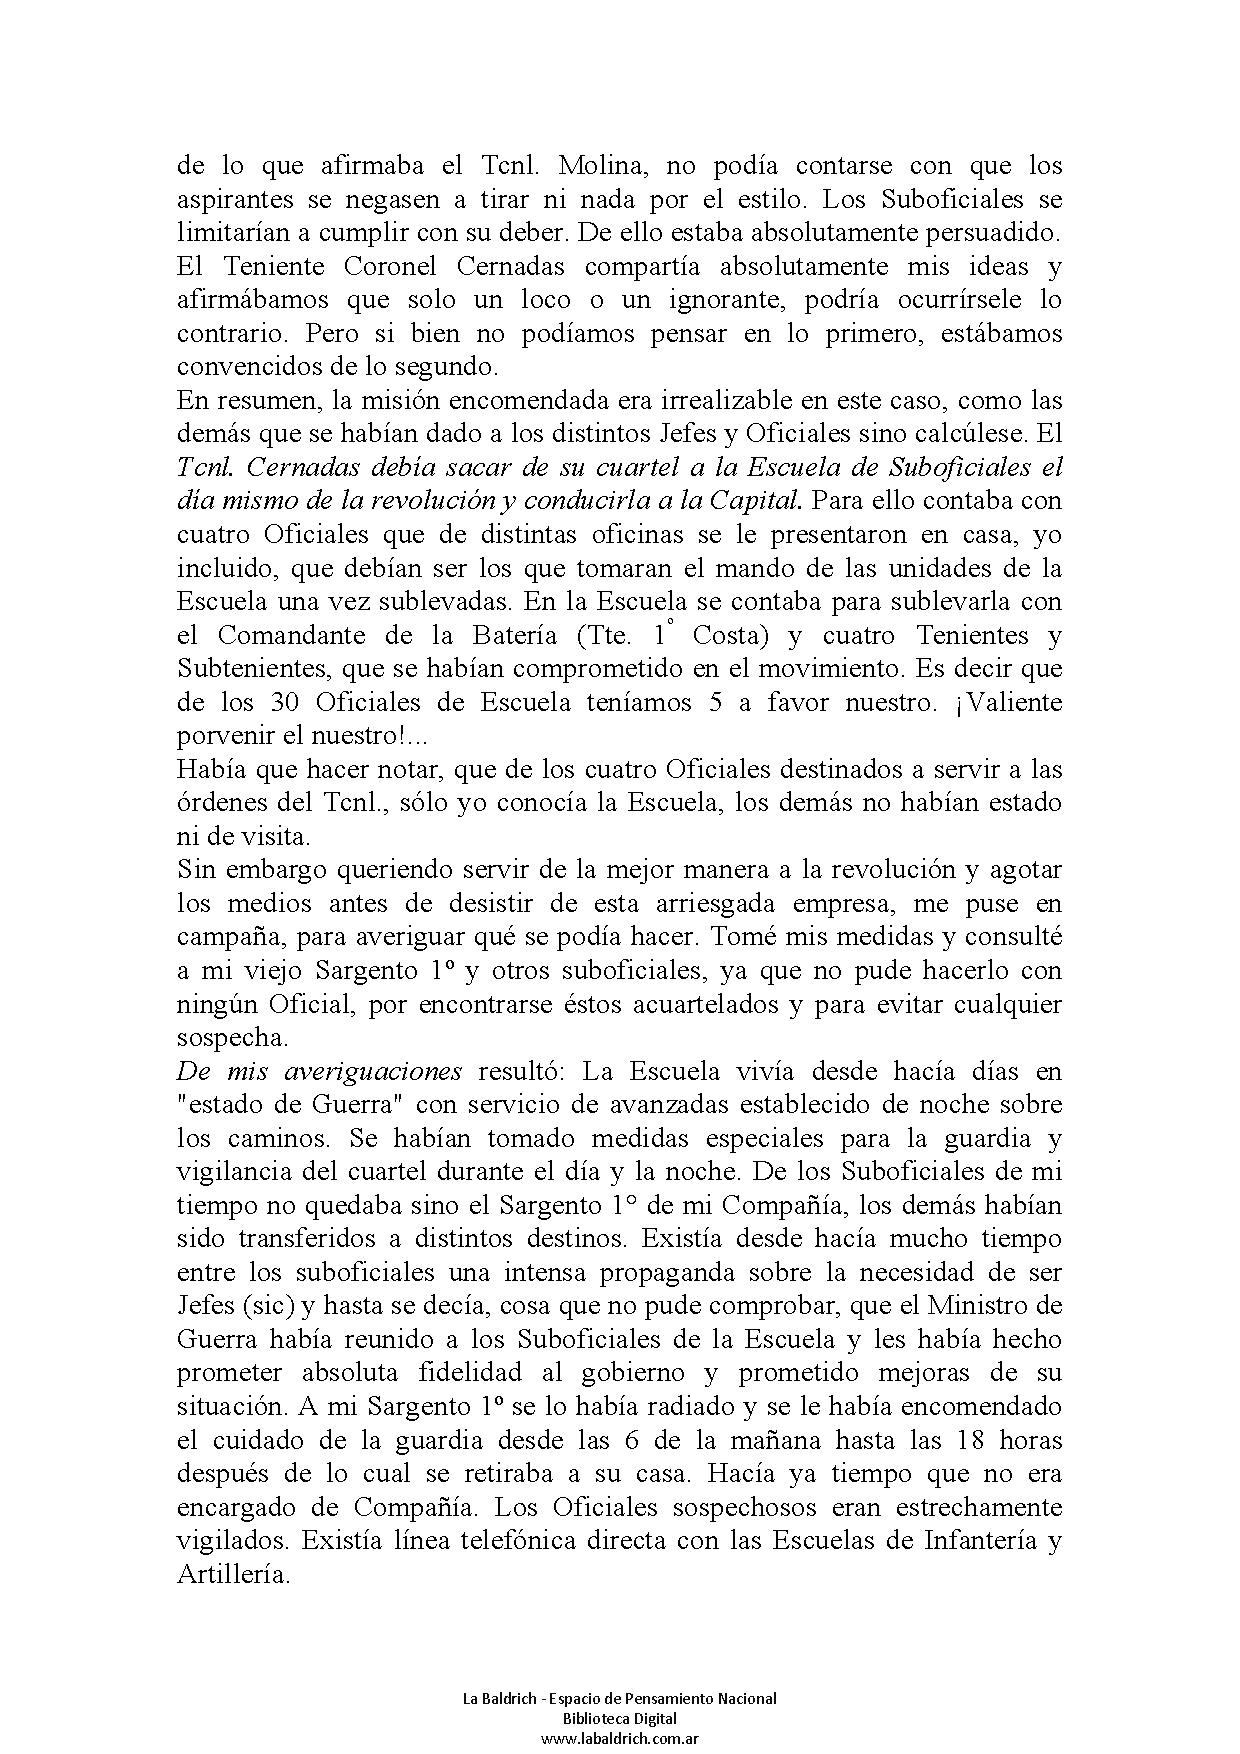 de lo que afirmaba el Tcnl. Molina, no podía contarse con que los
aspirantes se negasen a tirar ni nada por el estilo. Los Suboficiales se
limitarían a cumplir con su deber. De ello estaba absolutamente persuadido.
El Teniente Coronel Cernadas compartía absolutamente mis ideas y
afirmábamos que solo un loco o un ignorante, podría ocurrírsele lo
contrario. Pero si bien no podíamos pensar en lo primero, estábamos
convencidos de lo segundo.
En resumen, la misión encomendada era irrealizable en este caso, como las
demás que se habían dado a los distintos Jefes y Oficiales sino calcúlese. El
Tcnl. Cernadas debía sacar de su cuartel a la Escuela de Suboficiales el
día mismo de la revolución y conducirla a la Capital. Para ello contaba con
cuatro Oficiales que de distintas oficinas se le presentaron en casa, yo
incluido, que debían ser los que tomaran el mando de las unidades de la
Escuela una vez sublevadas. En la Escuela se contaba para sublevarla con
el Comandante de la Batería (Tte. 1º Costa) y cuatro Tenientes y
Subtenientes, que se habían comprometido en el movimiento. Es decir que
de los 30 Oficiales de Escuela teníamos 5 a favor nuestro. ¡Valiente
porvenir el nuestro!...
Había que hacer notar, que de los cuatro Oficiales destinados a servir a las
órdenes del Tcnl., sólo yo conocía la Escuela, los demás no habían estado
ni de visita.
Sin embargo queriendo servir de la mejor manera a la revolución y agotar
los medios antes de desistir de esta arriesgada empresa, me puse en
campaña, para averiguar qué se podía hacer. Tomé mis medidas y consulté
a mi viejo Sargento 1º y otros suboficiales, ya que no pude hacerlo con
ningún Oficial, por encontrarse éstos acuartelados y para evitar cualquier
sospecha.
De mis averiguaciones resultó: La Escuela vivía desde hacía días en
"estado de Guerra" con servicio de avanzadas establecido de noche sobre
los caminos. Se habían tomado medidas especiales para la guardia y
vigilancia del cuartel durante el día y la noche. De los Suboficiales de mi
tiempo no quedaba sino el Sargento 1° de mi Compañía, los demás habían
sido transferidos a distintos destinos. Existía desde hacía mucho tiempo
entre los suboficiales una intensa propaganda sobre la necesidad de ser
Jefes (sic) y hasta se decía, cosa que no pude comprobar, que el Ministro de
Guerra había reunido a los Suboficiales de la Escuela y les había hecho
prometer absoluta fidelidad al gobierno y prometido mejoras de su
situación. A mi Sargento 1º se lo había radiado y se le había encomendado
el cuidado de la guardia desde las 6 de la mañana hasta las 18 horas
después de lo cual se retiraba a su casa. Hacía ya tiempo que no era
encargado de Compañía. Los Oficiales sospechosos eran estrechamente
vigilados. Existía línea telefónica directa con las Escuelas de Infantería y
Artillería.
La Baldrich - Espacio de Pensamiento Nacional
Biblioteca Digital
www.labaldrich.com.ar